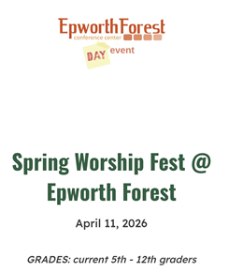 Epworth Forest
conference center
DAY event
Spring Worship Fest @
Epworth Forest
April 11, 2026
GRADES: current 5th - 12th graders